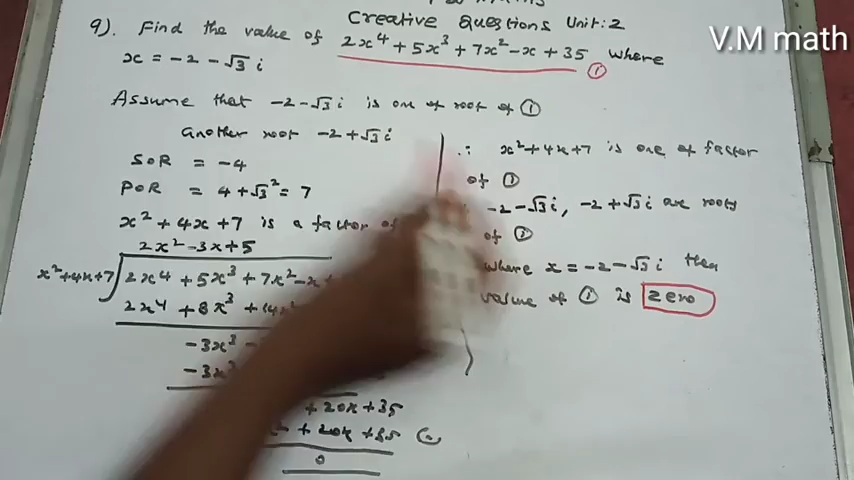 Creative Questions Unit:2
V.M math
9). Find the value of 2x⁴ + 5x³ + 7x² - x + 35 where
x = -2 - √3 i
①
Assume that -2-√3 i is one of root of ①
another root -2+√3 i
SOR = -4
POR = 4 + √3² = 7
x² + 4x + 7 is a factor of
2x² - 3x + 5
x²+4x+7 2x⁴ + 5x³ + 7x² - x
2x⁴ + 8x³ + 14x²
-3x³
-3x³
+ 20x + 35
+ 20x + 35
0
∴ x² + 4x + 7 is one of factor
of ①
-2-√3 i, -2+√3 i are roots
of ①
where x = -2-√3 i then
value of ① is zero